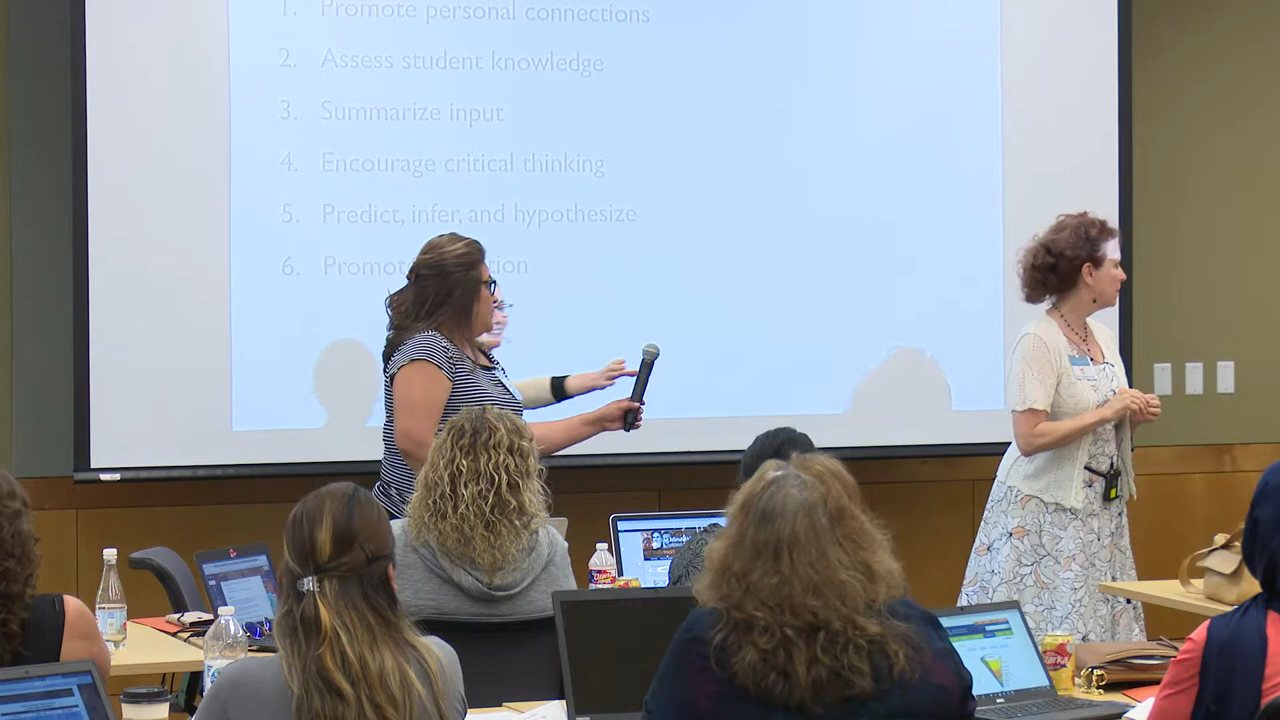 1. Promote personal connections
2. Assess student knowledge
3. Summarize input
4. Encourage critical thinking
5. Predict, infer, and hypothesize
6. Promot